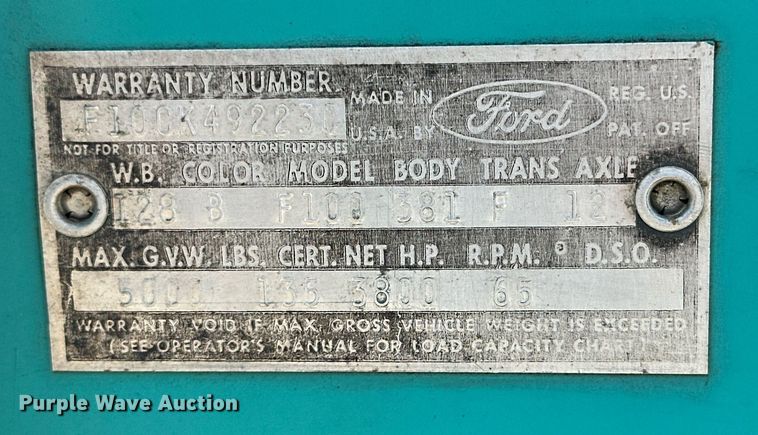 WARRANTY NUMBER
F10CK492230
MADE IN
U.S.A. BY
Ford
REG. U.S.
PAT. OFF
NOT FOR TITLE OR REGISTRATION PURPOSES
W.B. COLOR MODEL BODY TRANS AXLE
128 B F100 381 F 12
MAX. G.V.W. LBS. CERT. NET H.P. R.P.M. D.S.O.
5000 135 3800 65
WARRANTY VOID IF MAX. GROSS VEHICLE WEIGHT IS EXCEEDED
(SEE OPERATOR'S MANUAL FOR LOAD CAPACITY CHART)
Purple Wave Auction